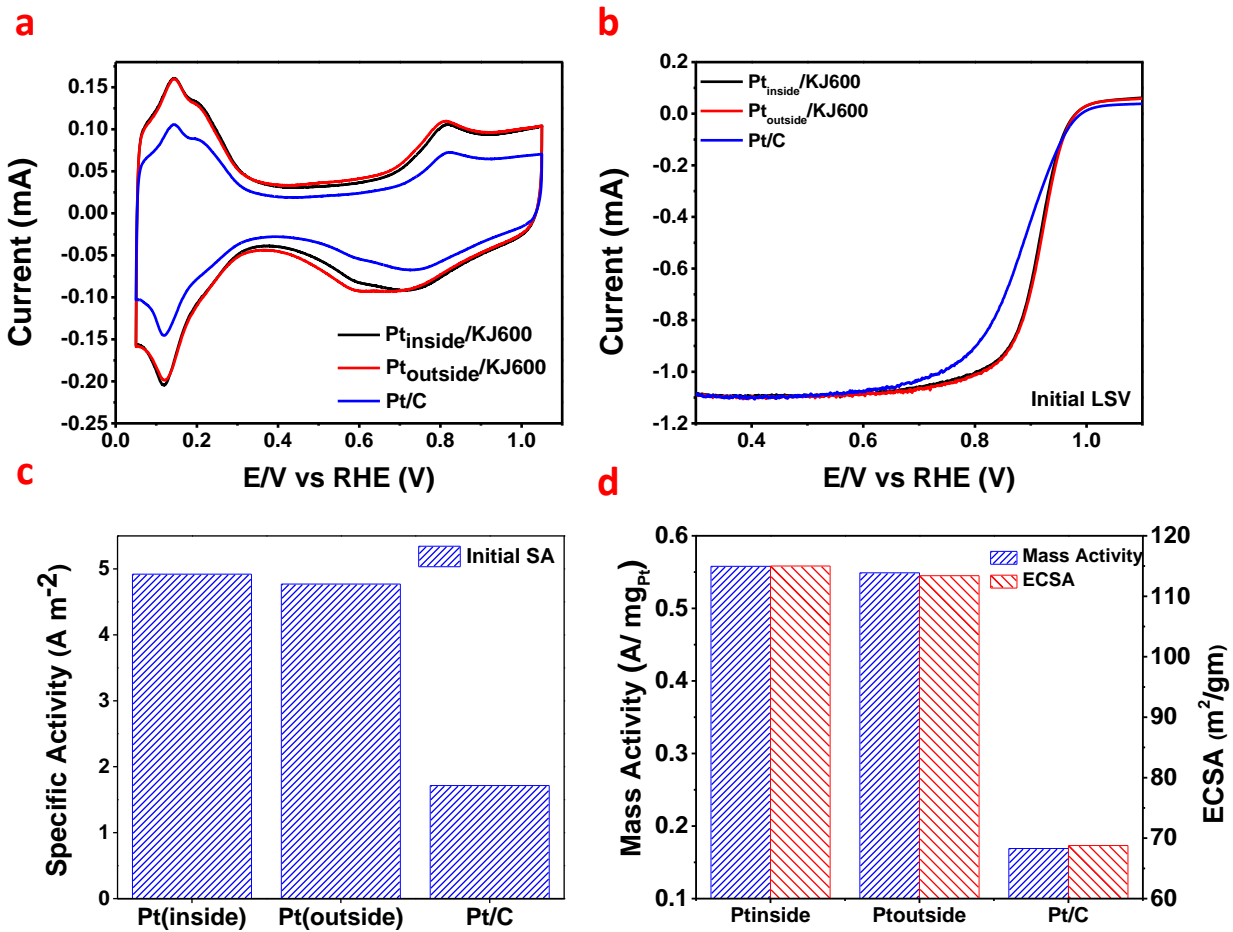 a
0.15
0.10
0.05
0.00
-0.05
-0.10
-0.15
-0.20
-0.25
0.0 0.2 0.4 0.6 0.8 1.0
Current (mA)
E/V vs RHE (V)
Ptinside/KJ600
Ptoutside/KJ600
Pt/C
b
0.2
0.0
-0.2
-0.4
-0.6
-0.8
-1.0
-1.2
0.4 0.6 0.8 1.0
Current (mA)
E/V vs RHE (V)
Ptinside/KJ600
Ptoutside/KJ600
Pt/C
Initial LSV
c
5
4
3
2
1
0
Specific Activity (A m-2)
Initial SA
Pt(inside) Pt(outside) Pt/C
d
0.6
0.5
0.4
0.3
0.2
0.1
Mass Activity (A/ mgPt)
Mass Activity
ECSA
120
110
100
90
80
70
60
ECSA (m2/gm)
Ptinside Ptoutside Pt/C